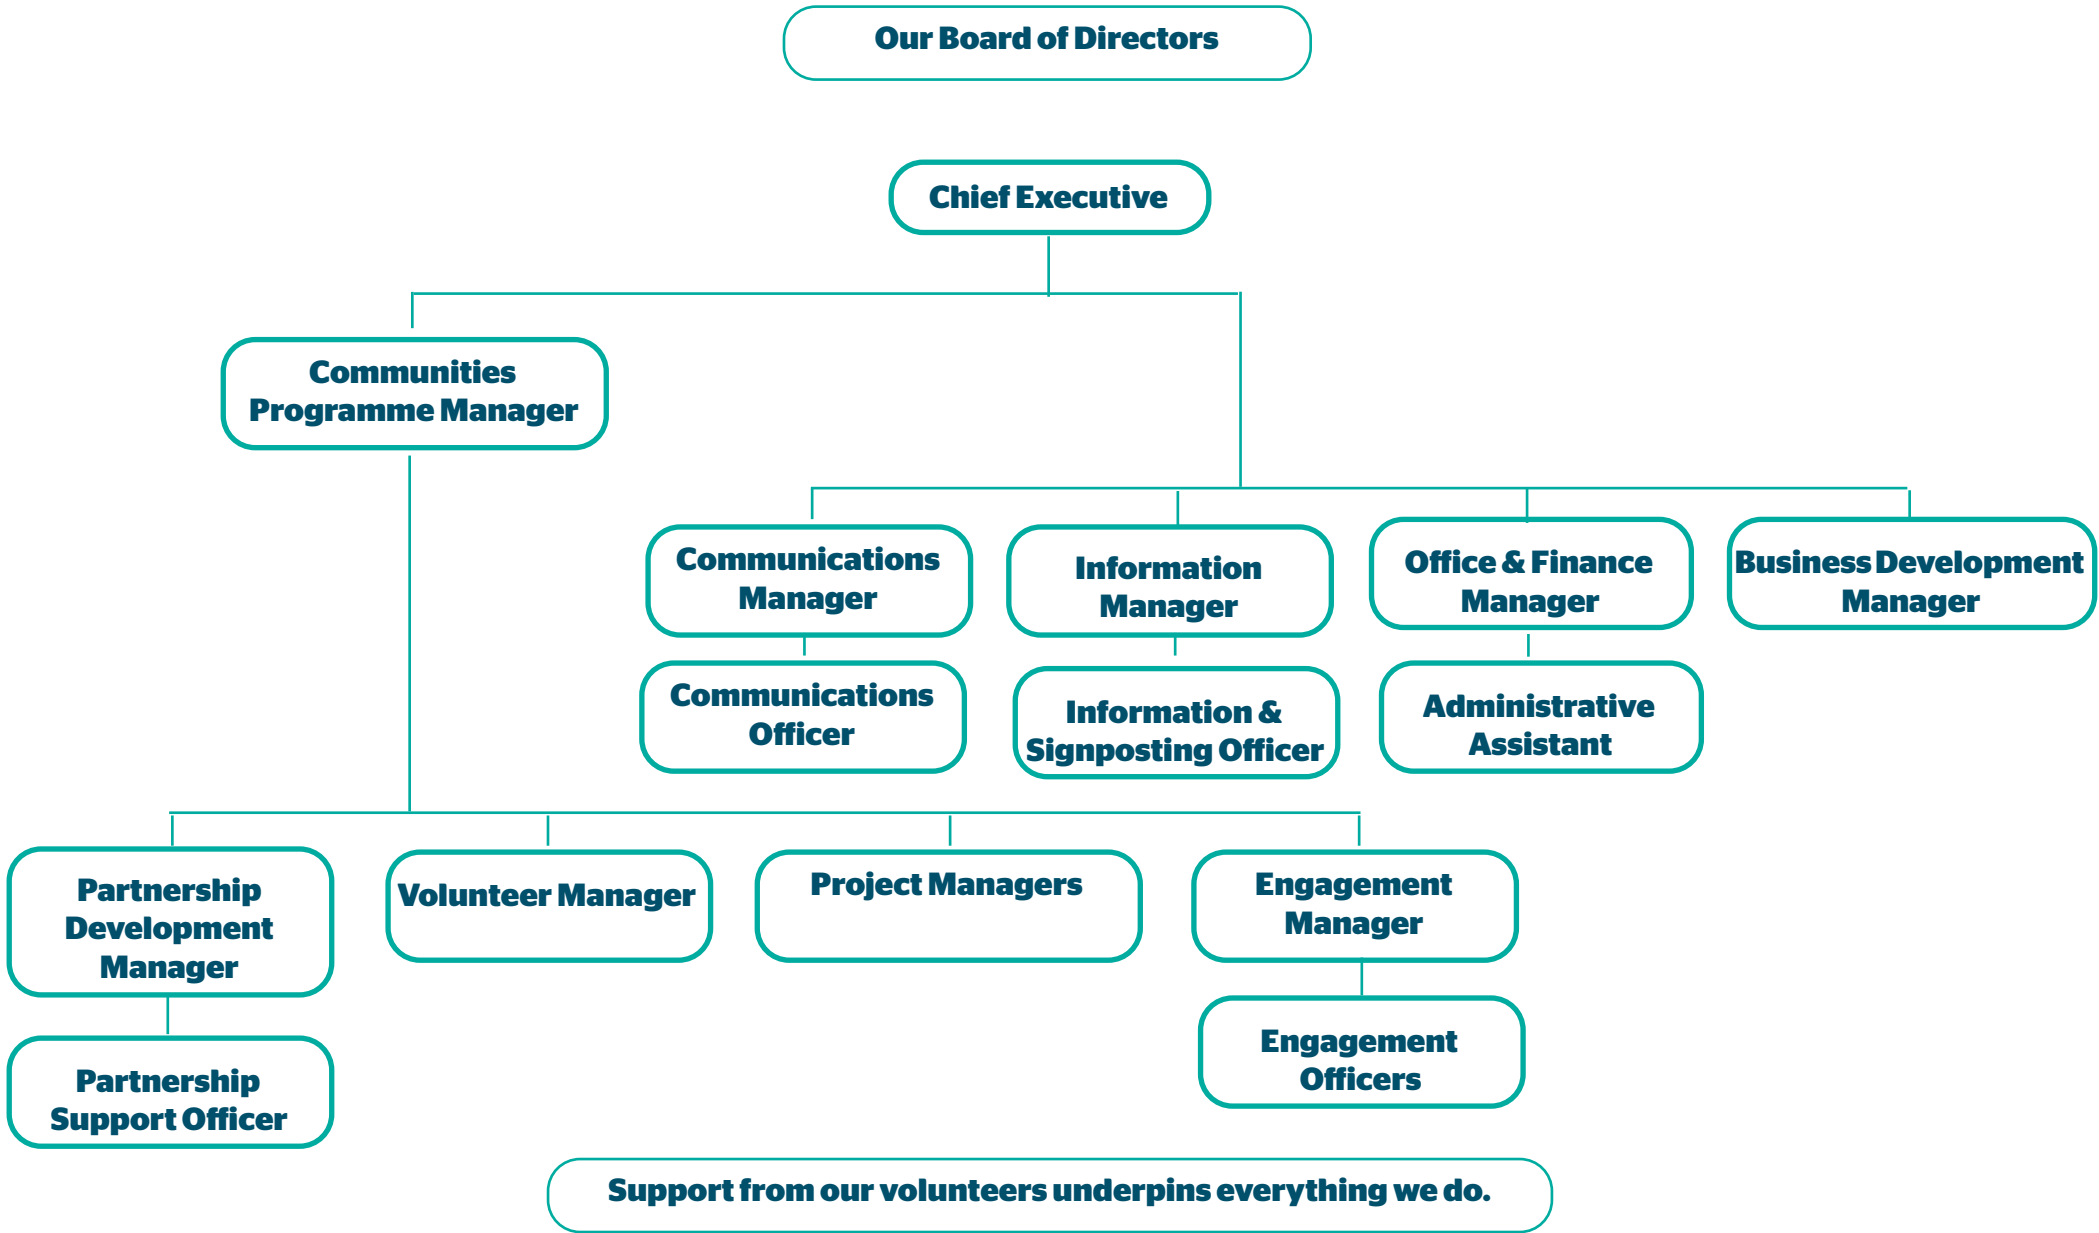 Our Board of Directors
Chief Executive
Communities
Programme Manager
Communications
Manager
Information
Manager
Office & Finance
Manager
Business Development
Manager
Communications
Officer
Information &
Signposting Officer
Administrative
Assistant
Partnership
Development
Manager
Volunteer Manager
Project Managers
Engagement
Manager
Partnership
Support Officer
Engagement
Officers
Support from our volunteers underpins everything we do.